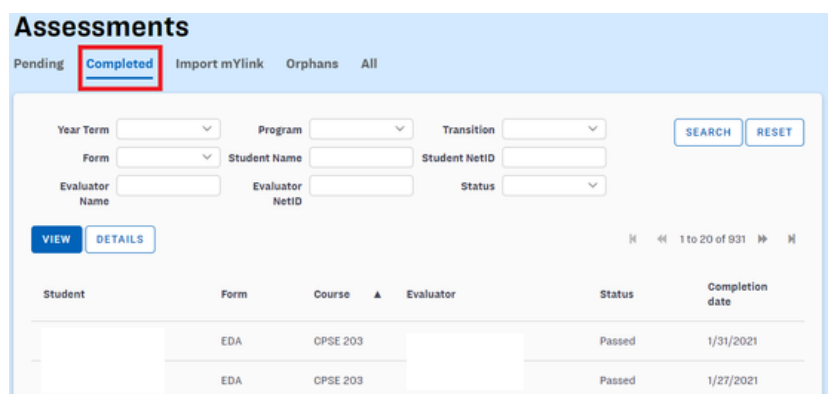 Assessments
Pending Completed Import mYlink Orphans All
Year Term Program Transition SEARCH RESET
Form Student Name Student NetID
Evaluator Name Evaluator NetID Status
VIEW DETAILS 1 to 20 of 931
Student Form Course ▲ Evaluator Status Completion date
EDA CPSE 203 Passed 1/31/2021
EDA CPSE 203 Passed 1/27/2021